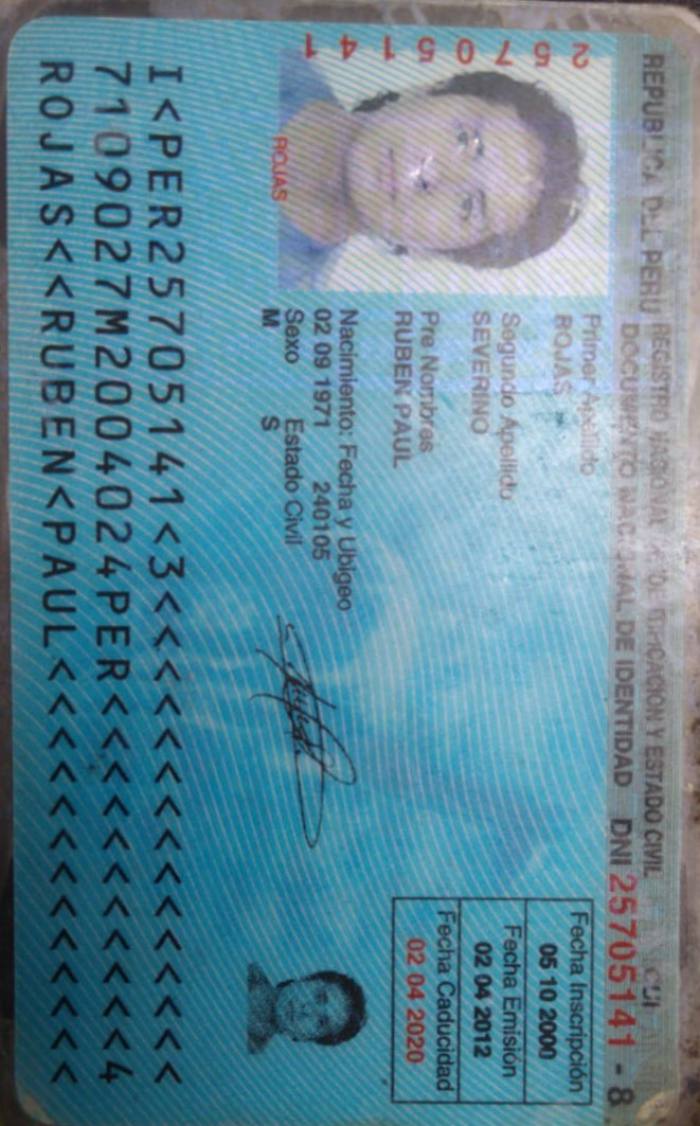 REPUBLICA DEL PERU REGISTRO NACIONAL DE IDENTIFICACION Y ESTADO CIVIL CUI
DOCUMENTO NACIONAL DE IDENTIDAD DNI 25705141 - 8
25705141
ROJAS
Primer Apellido
ROJAS
Segundo Apellido
SEVERINO
Pre Nombres
RUBEN PAUL
Nacimiento: Fecha y Ubigeo
02 09 1971 240105
Sexo Estado Civil
M S
Fecha Inscripción
05 10 2000
Fecha Emisión
02 04 2012
Fecha Caducidad
02 04 2020
I<PER25705141<3<<<<<<<<<<<<<<<
7109027M2004024PER<<<<<<<<<<<4
ROJAS<<RUBEN<PAUL<<<<<<<<<<<<<